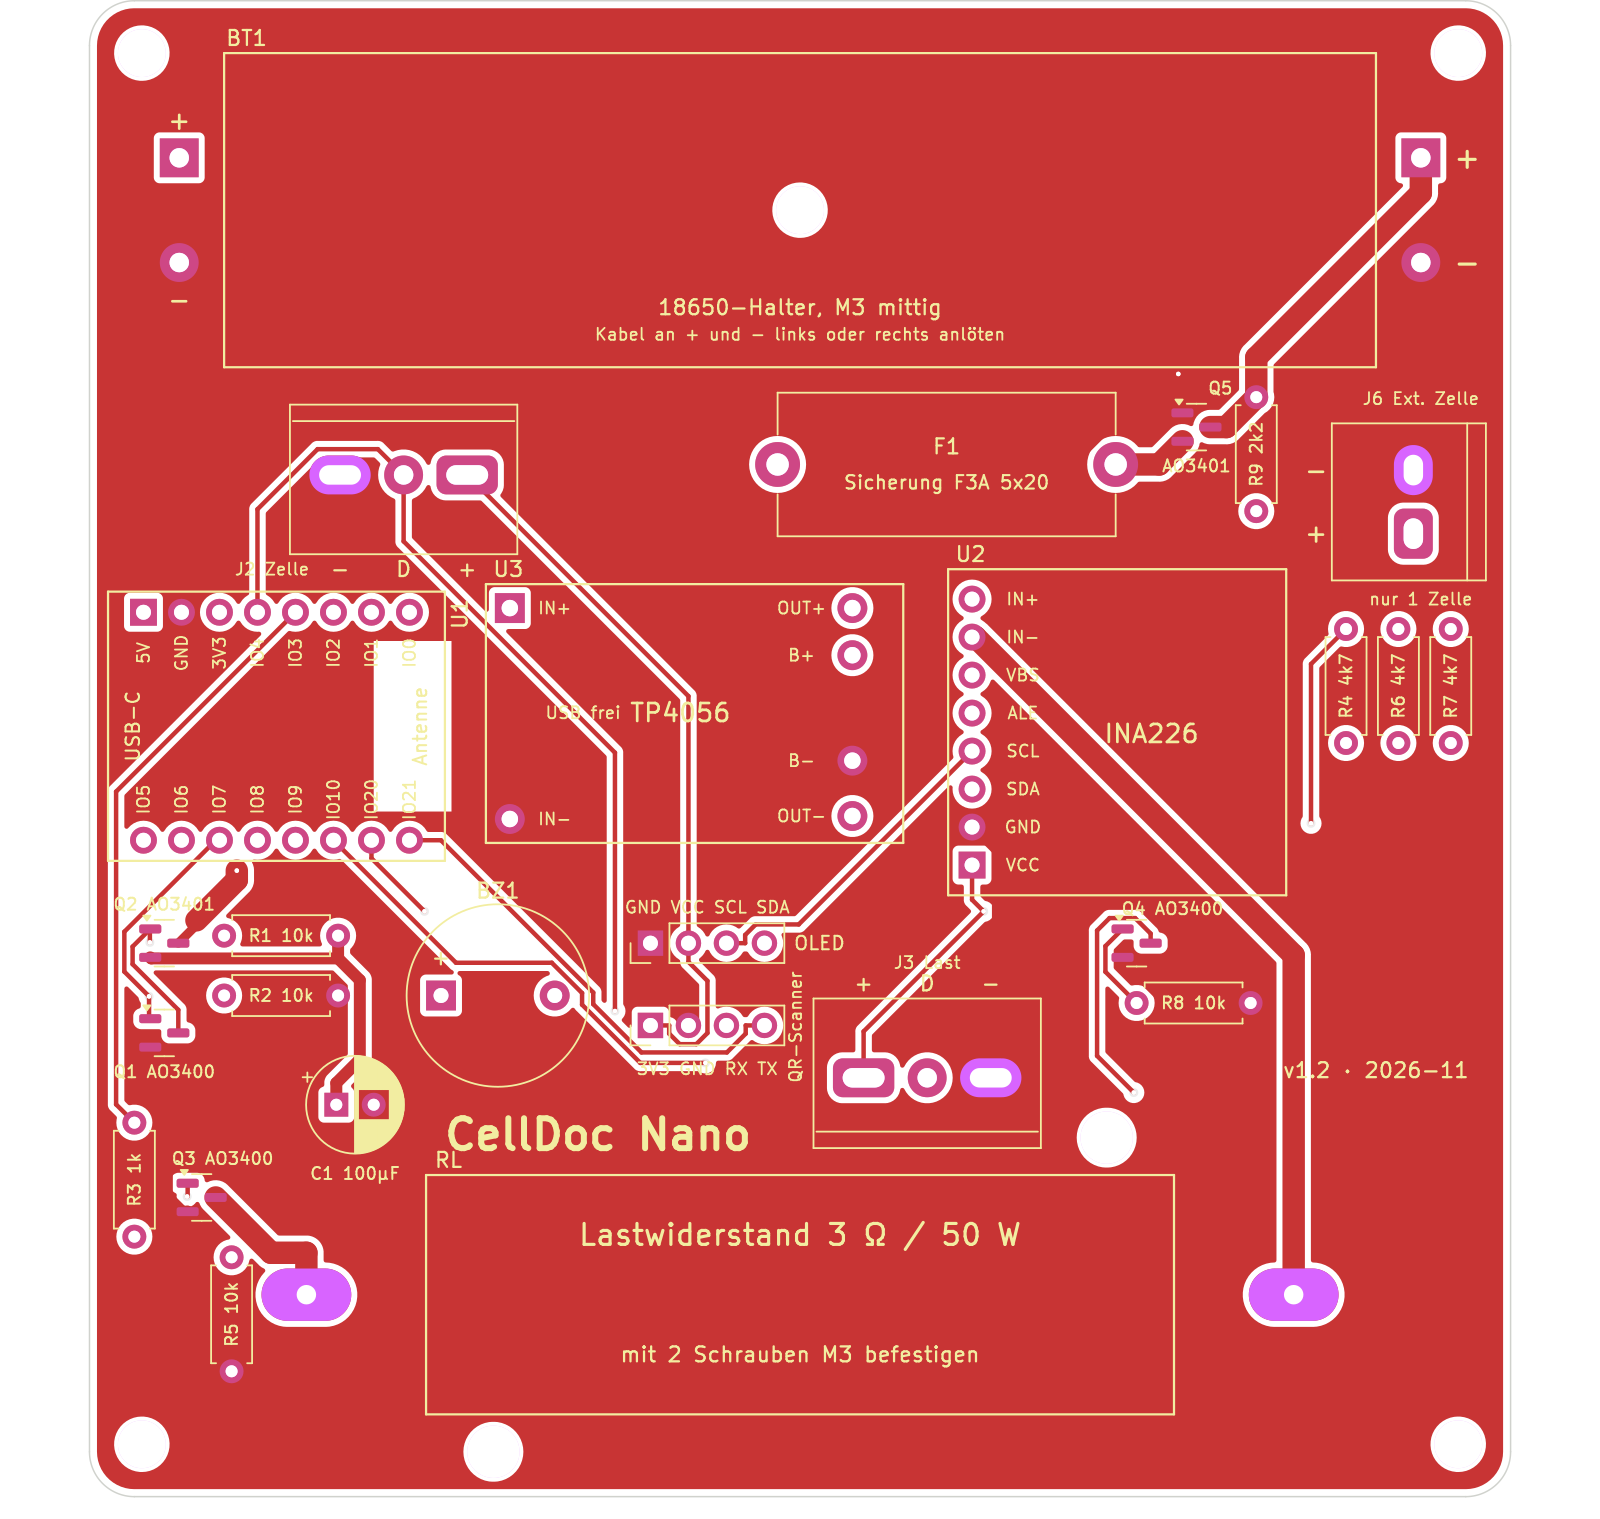 BT1
+
+
-
-
18650-Halter, M3 mittig
Kabel an + und - links oder rechts anlöten
Q5
AO3401
R9 2k2
J6 Ext. Zelle
-
+
nur 1 Zelle
F1
Sicherung F3A 5x20
J2 Zelle
-
D
+
U3
U2
U1
5V
GND
3V3
IO4
IO3
IO2
IO1
IO0
USB-C
Antenne
IO5
IO6
IO7
IO8
IO9
IO10
IO20
IO21
IN+
OUT+
B+
USB frei
TP4056
B-
IN-
OUT-
IN+
IN-
VBS
ALE
SCL
SDA
GND
VCC
INA226
R4 4k7
R6 4k7
R7 4k7
Q2 AO3401
R1 10k
R2 10k
Q1 AO3400
BZ1
+
GND VCC SCL SDA
OLED
QR-Scanner
3V3 GND RX TX
J3 Last
+
D
-
Q4 AO3400
R8 10k
v1.2 · 2026-11
+
C1 100µF
CellDoc Nano
R3 1k
Q3 AO3400
R5 10k
RL
Lastwiderstand 3 Ω / 50 W
mit 2 Schrauben M3 befestigen